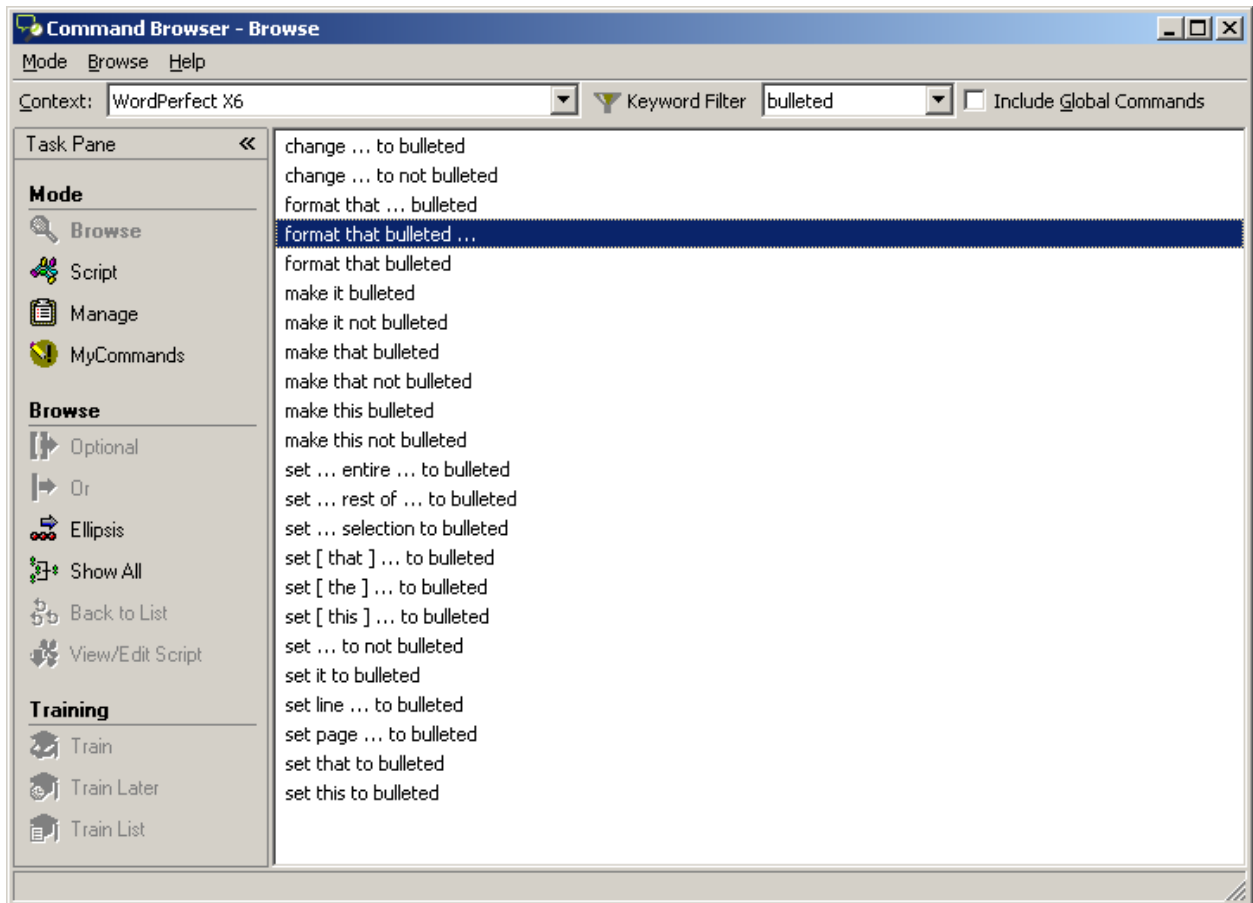 Command Browser - Browse
Mode Browse Help
Context: WordPerfect X6 Keyword Filter bulleted Include Global Commands
Task Pane «
Mode
Browse
Script
Manage
MyCommands
Browse
Optional
Or
Ellipsis
Show All
Back to List
View/Edit Script
Training
Train
Train Later
Train List
change ... to bulleted
change ... to not bulleted
format that ... bulleted
format that bulleted ...
format that bulleted
make it bulleted
make it not bulleted
make that bulleted
make that not bulleted
make this bulleted
make this not bulleted
set ... entire ... to bulleted
set ... rest of ... to bulleted
set ... selection to bulleted
set [ that ] ... to bulleted
set [ the ] ... to bulleted
set [ this ] ... to bulleted
set ... to not bulleted
set it to bulleted
set line ... to bulleted
set page ... to bulleted
set that to bulleted
set this to bulleted